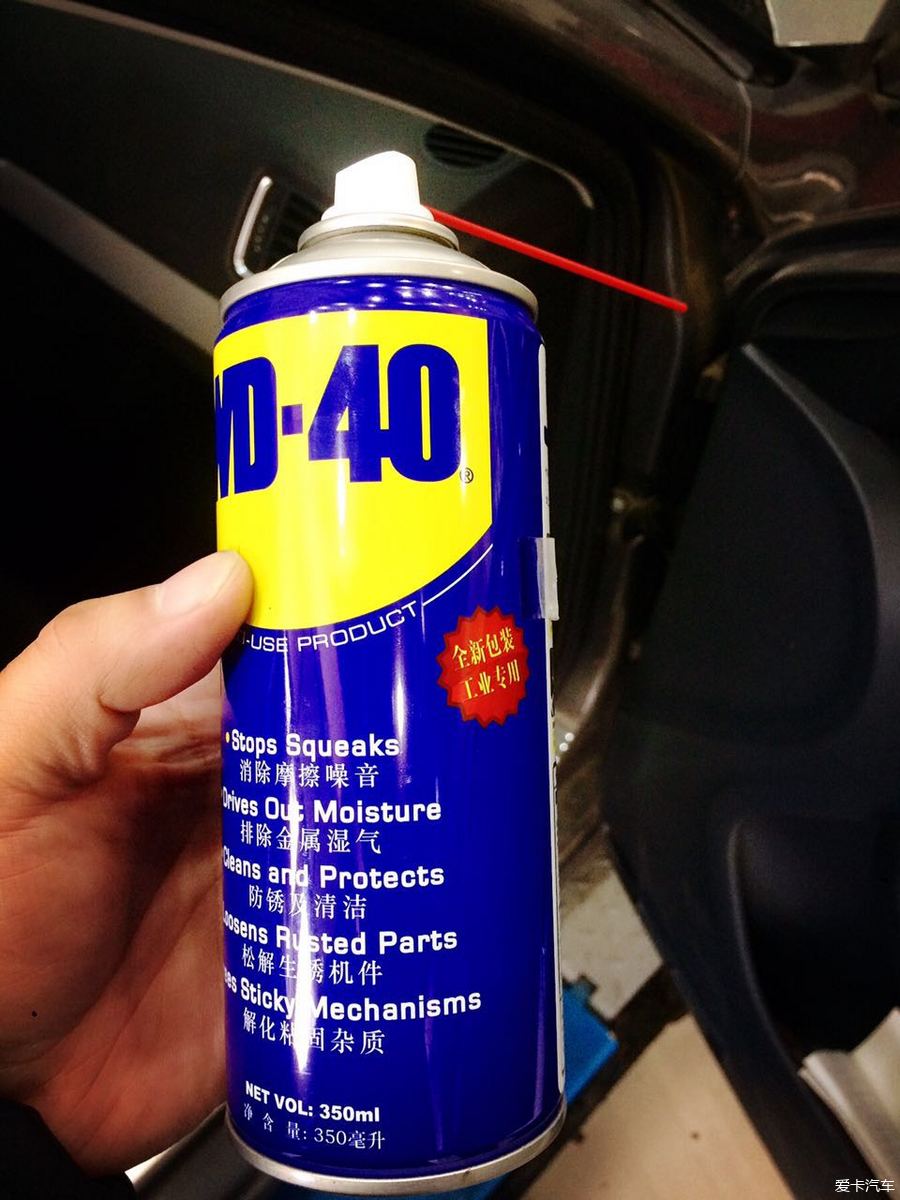 WD-40
®
-USE PRODUCT
全新包装
工业专用
•Stops Squeaks
消除摩擦噪音
Drives Out Moisture
排除金属湿气
Cleans and Protects
防锈及清洁
Loosens Rusted Parts
松解生锈机件
Sticky Mechanisms
解化粘固杂质
NET VOL: 350ml
净 含 量: 350毫升
爱卡汽车